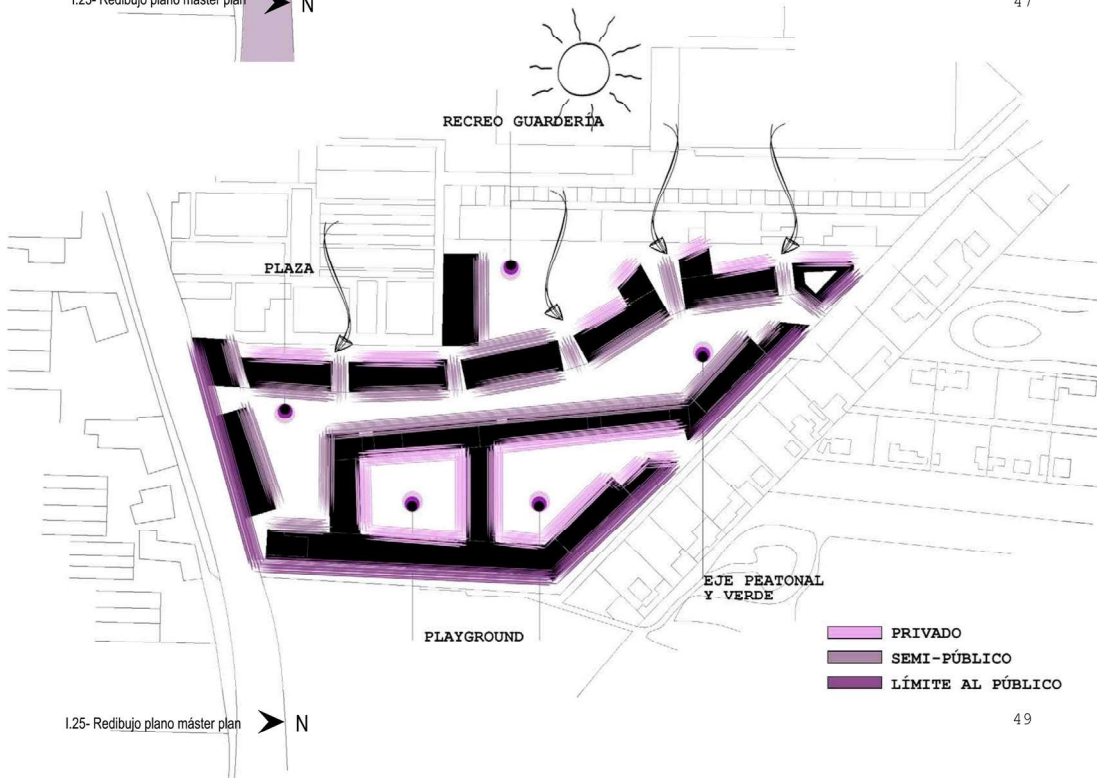 I.25- Redibujo plano máster plan N
47
RECREO GUARDERÍA
PLAZA
EJE PEATONAL
Y VERDE
PLAYGROUND
PRIVADO
SEMI-PÚBLICO
LÍMITE AL PÚBLICO
I.25- Redibujo plano máster plan N
49